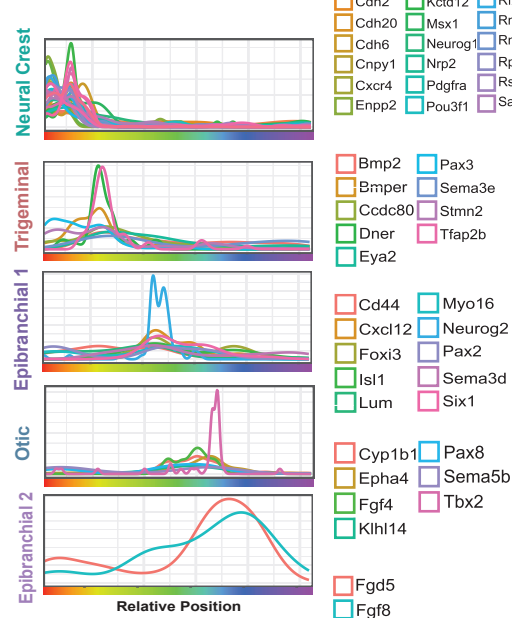 Neural Crest
Cdh2
Cdh20
Cdh6
Cnpy1
Cxcr4
Enpp2
Kctd12
Msx1
Neurog1
Nrp2
Pdgfra
Pou3f1
Trigeminal
Bmp2
Bmper
Ccdc80
Dner
Eya2
Pax3
Sema3e
Stmn2
Tfap2b
Epibranchial 1
Cd44
Cxcl12
Foxi3
Isl1
Lum
Myo16
Neurog2
Pax2
Sema3d
Six1
Otic
Cyp1b1
Epha4
Fgf4
Klhl14
Pax8
Sema5b
Tbx2
Epibranchial 2
Fgd5
Fgf8
Relative Position